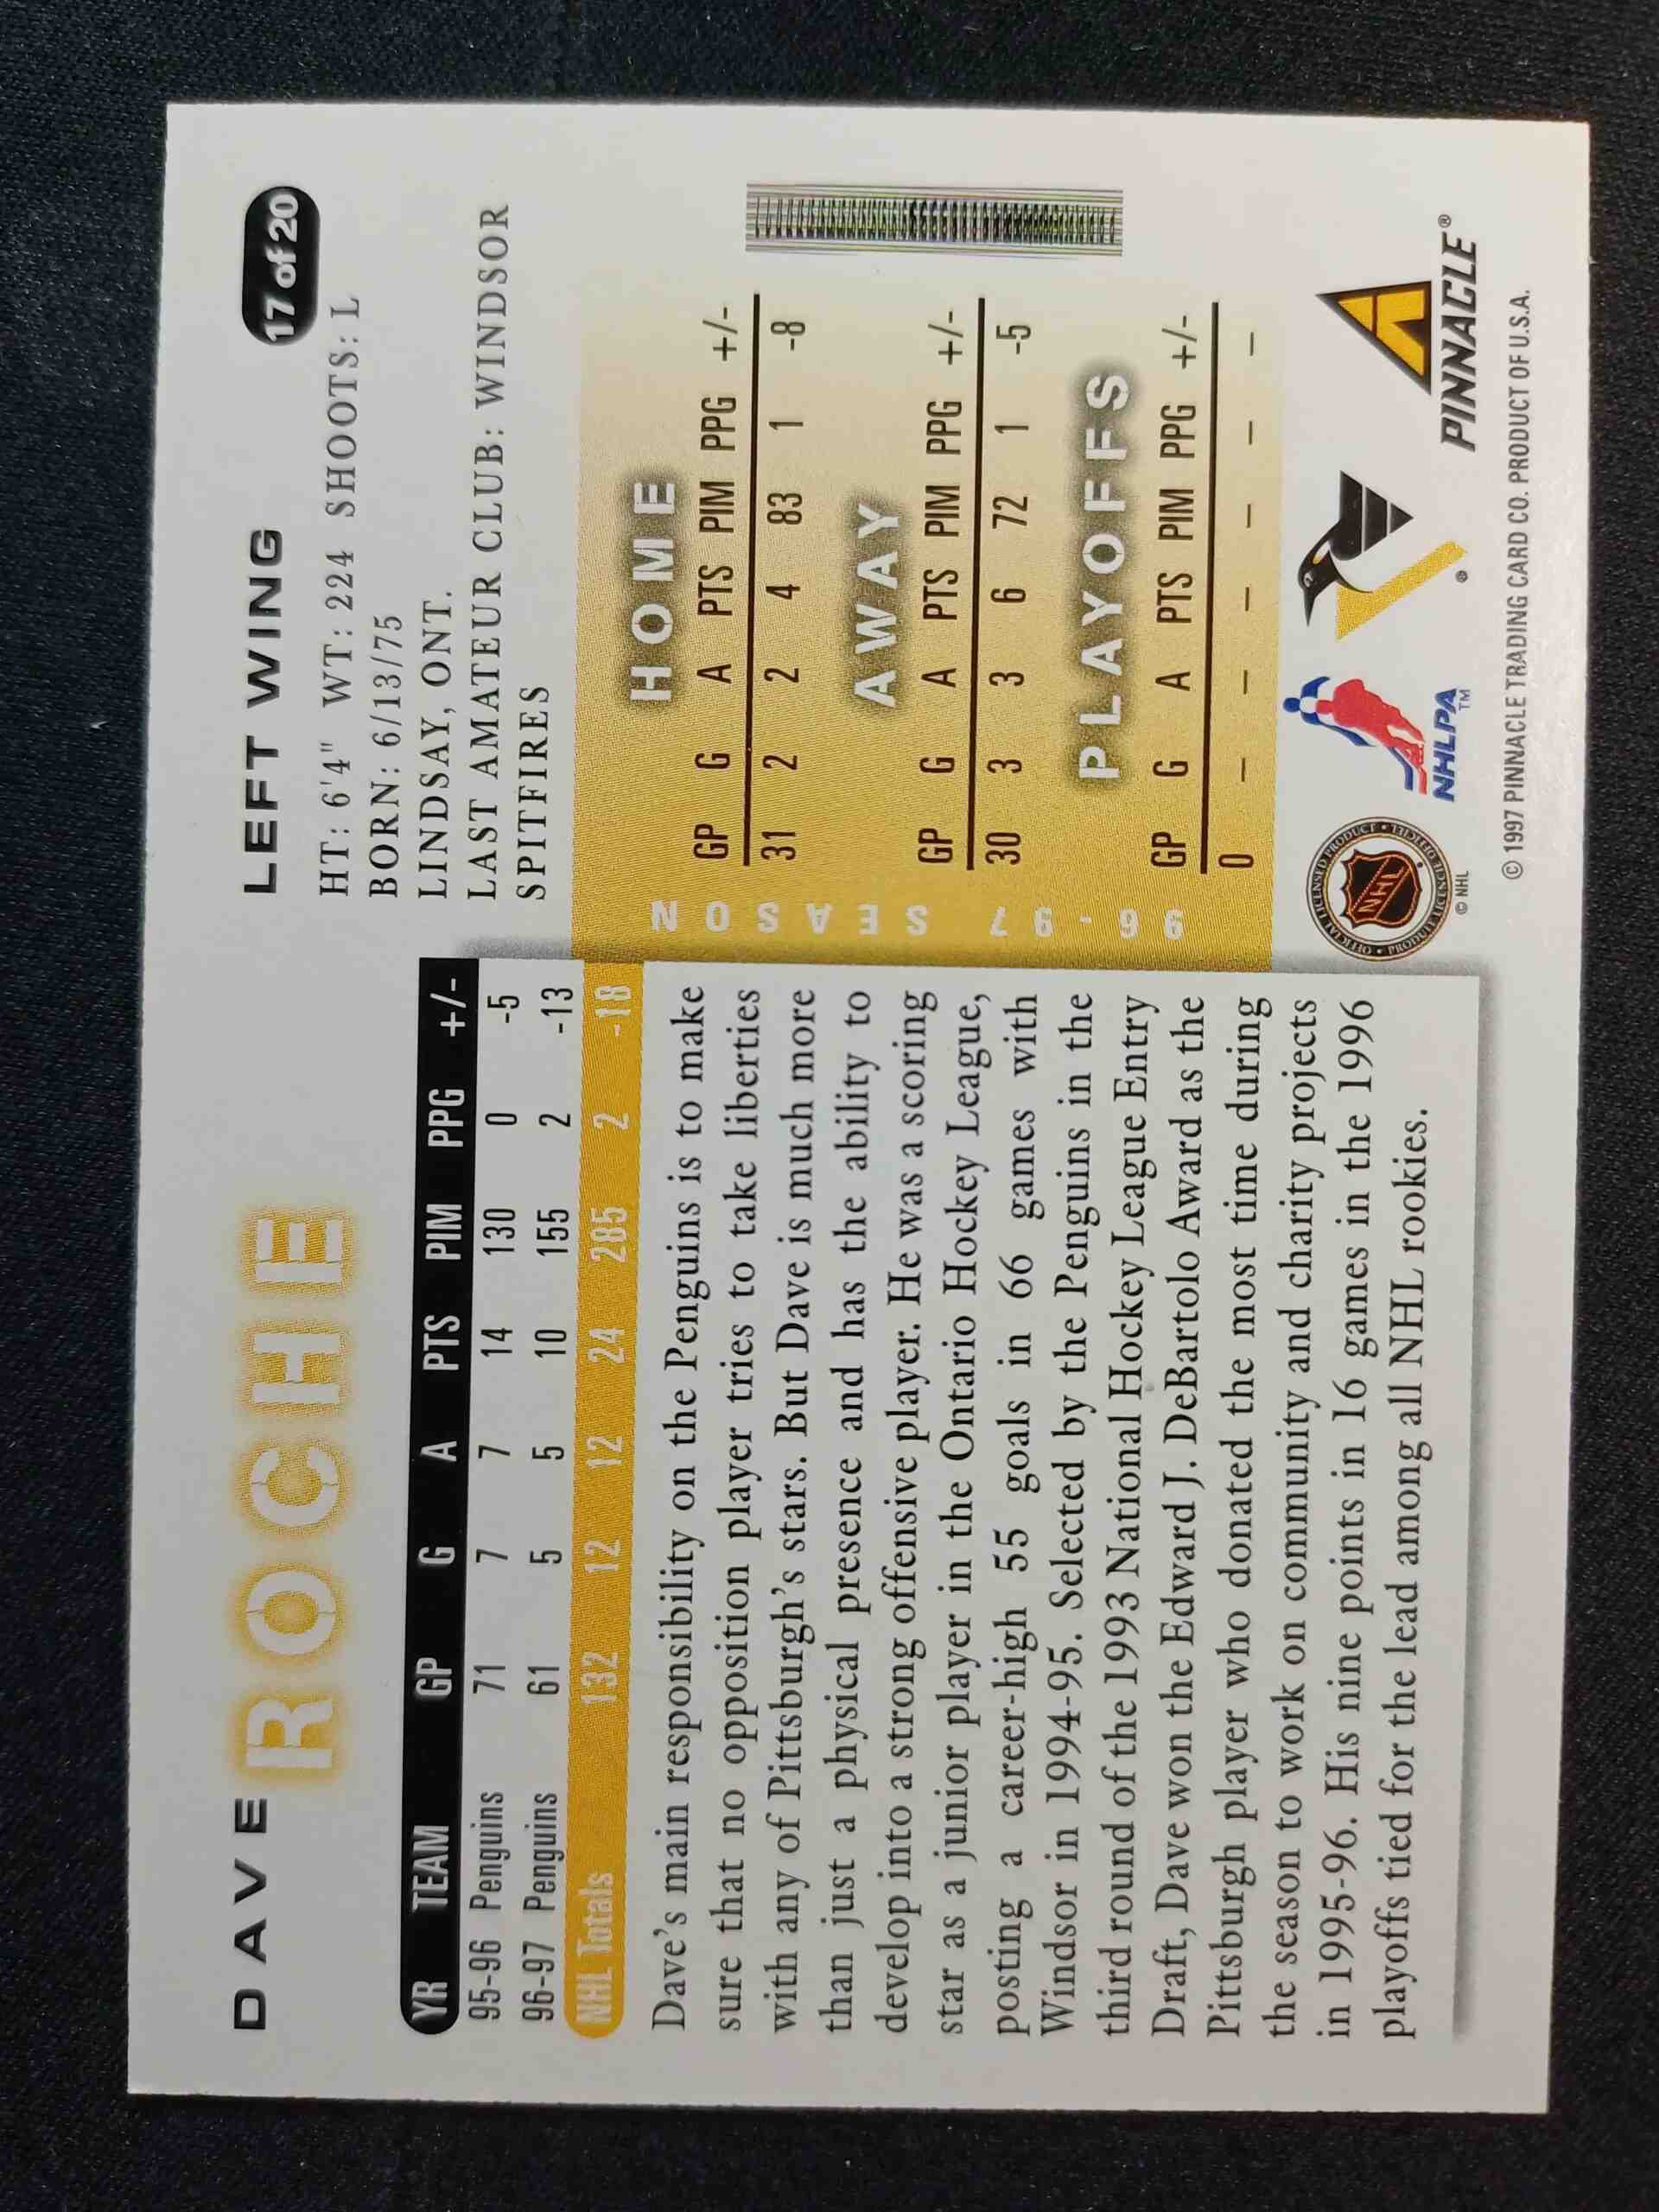 DAVE ROCHE
LEFT WING 17 of 20
HT: 6'4" WT: 224 SHOOTS: L
BORN: 6/13/75
LINDSAY, ONT.
LAST AMATEUR CLUB: WINDSOR
SPITFIRES
YR TEAM GP G A PTS PIM PPG +/-
95-96 Penguins 71 7 7 14 130 0 -5
96-97 Penguins 61 5 5 10 155 2 -13
NHL Totals 132 12 12 24 285 2 -18
Dave's main responsibility on the Penguins is to make
sure that no opposition player tries to take liberties
with any of Pittsburgh's stars. But Dave is much more
than just a physical presence and has the ability to
develop into a strong offensive player. He was a scoring
star as a junior player in the Ontario Hockey League,
posting a career-high 55 goals in 66 games with
Windsor in 1994-95. Selected by the Penguins in the
third round of the 1993 National Hockey League Entry
Draft, Dave won the Edward J. DeBartolo Award as the
Pittsburgh player who donated the most time during
the season to work on community and charity projects
in 1995-96. His nine points in 16 games in the 1996
playoffs tied for the lead among all NHL rookies.
96-97 SEASON
HOME
GP G A PTS PIM PPG +/-
31 2 2 4 83 1 -8
AWAY
GP G A PTS PIM PPG +/-
30 3 3 6 72 1 -5
PLAYOFFS
GP G A PTS PIM PPG +/-
0 – – – – – –
OFFICIAL LICENSED PRODUCT • PRODUIT LICENCIÉ OFFICIEL •
NHL
© NHL
NHLPA™
®
PINNACLE®
© 1997 PINNACLE TRADING CARD CO. PRODUCT OF U.S.A.